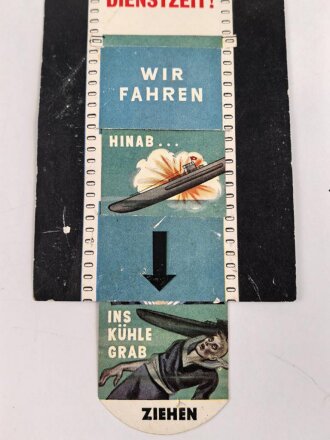 DIENSTZEIT!
WIR
FAHREN
HINAB...
INS
KÜHLE
GRAB
ZIEHEN